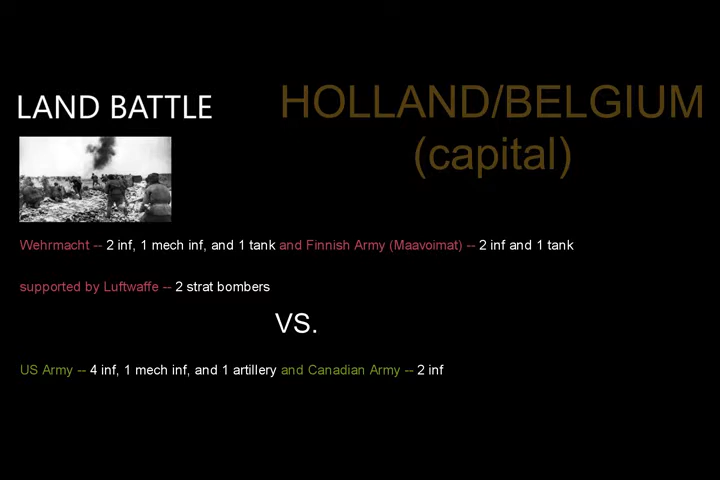 LAND BATTLE
HOLLAND/BELGIUM
(capital)
Wehrmacht -- 2 inf, 1 mech inf, and 1 tank and Finnish Army (Maavoimat) -- 2 inf and 1 tank
supported by Luftwaffe -- 2 strat bombers
VS.
US Army -- 4 inf, 1 mech inf, and 1 artillery and Canadian Army -- 2 inf